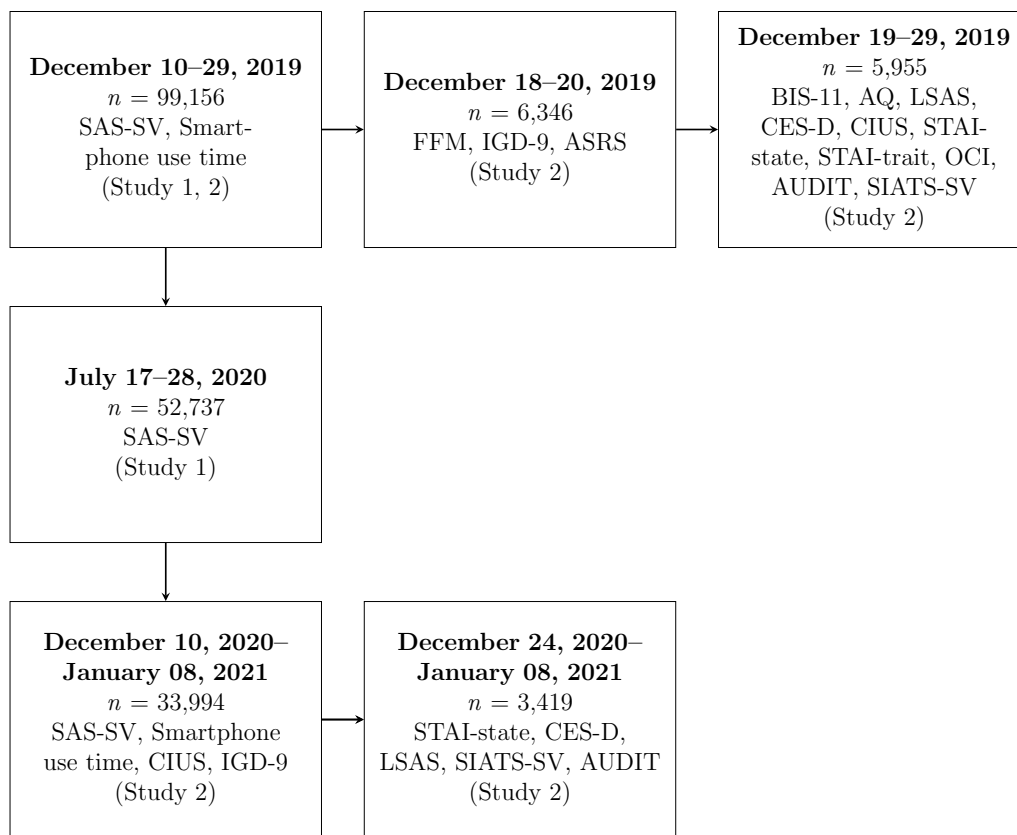 December 10–29, 2019
n = 99,156
SAS-SV, Smart-
phone use time
(Study 1, 2)
December 18–20, 2019
n = 6,346
FFM, IGD-9, ASRS
(Study 2)
December 19–29, 2019
n = 5,955
BIS-11, AQ, LSAS,
CES-D, CIUS, STAI-
state, STAI-trait, OCI,
AUDIT, SIATS-SV
(Study 2)
July 17–28, 2020
n = 52,737
SAS-SV
(Study 1)
December 10, 2020–
January 08, 2021
n = 33,994
SAS-SV, Smartphone
use time, CIUS, IGD-9
(Study 2)
December 24, 2020–
January 08, 2021
n = 3,419
STAI-state, CES-D,
LSAS, SIATS-SV, AUDIT
(Study 2)